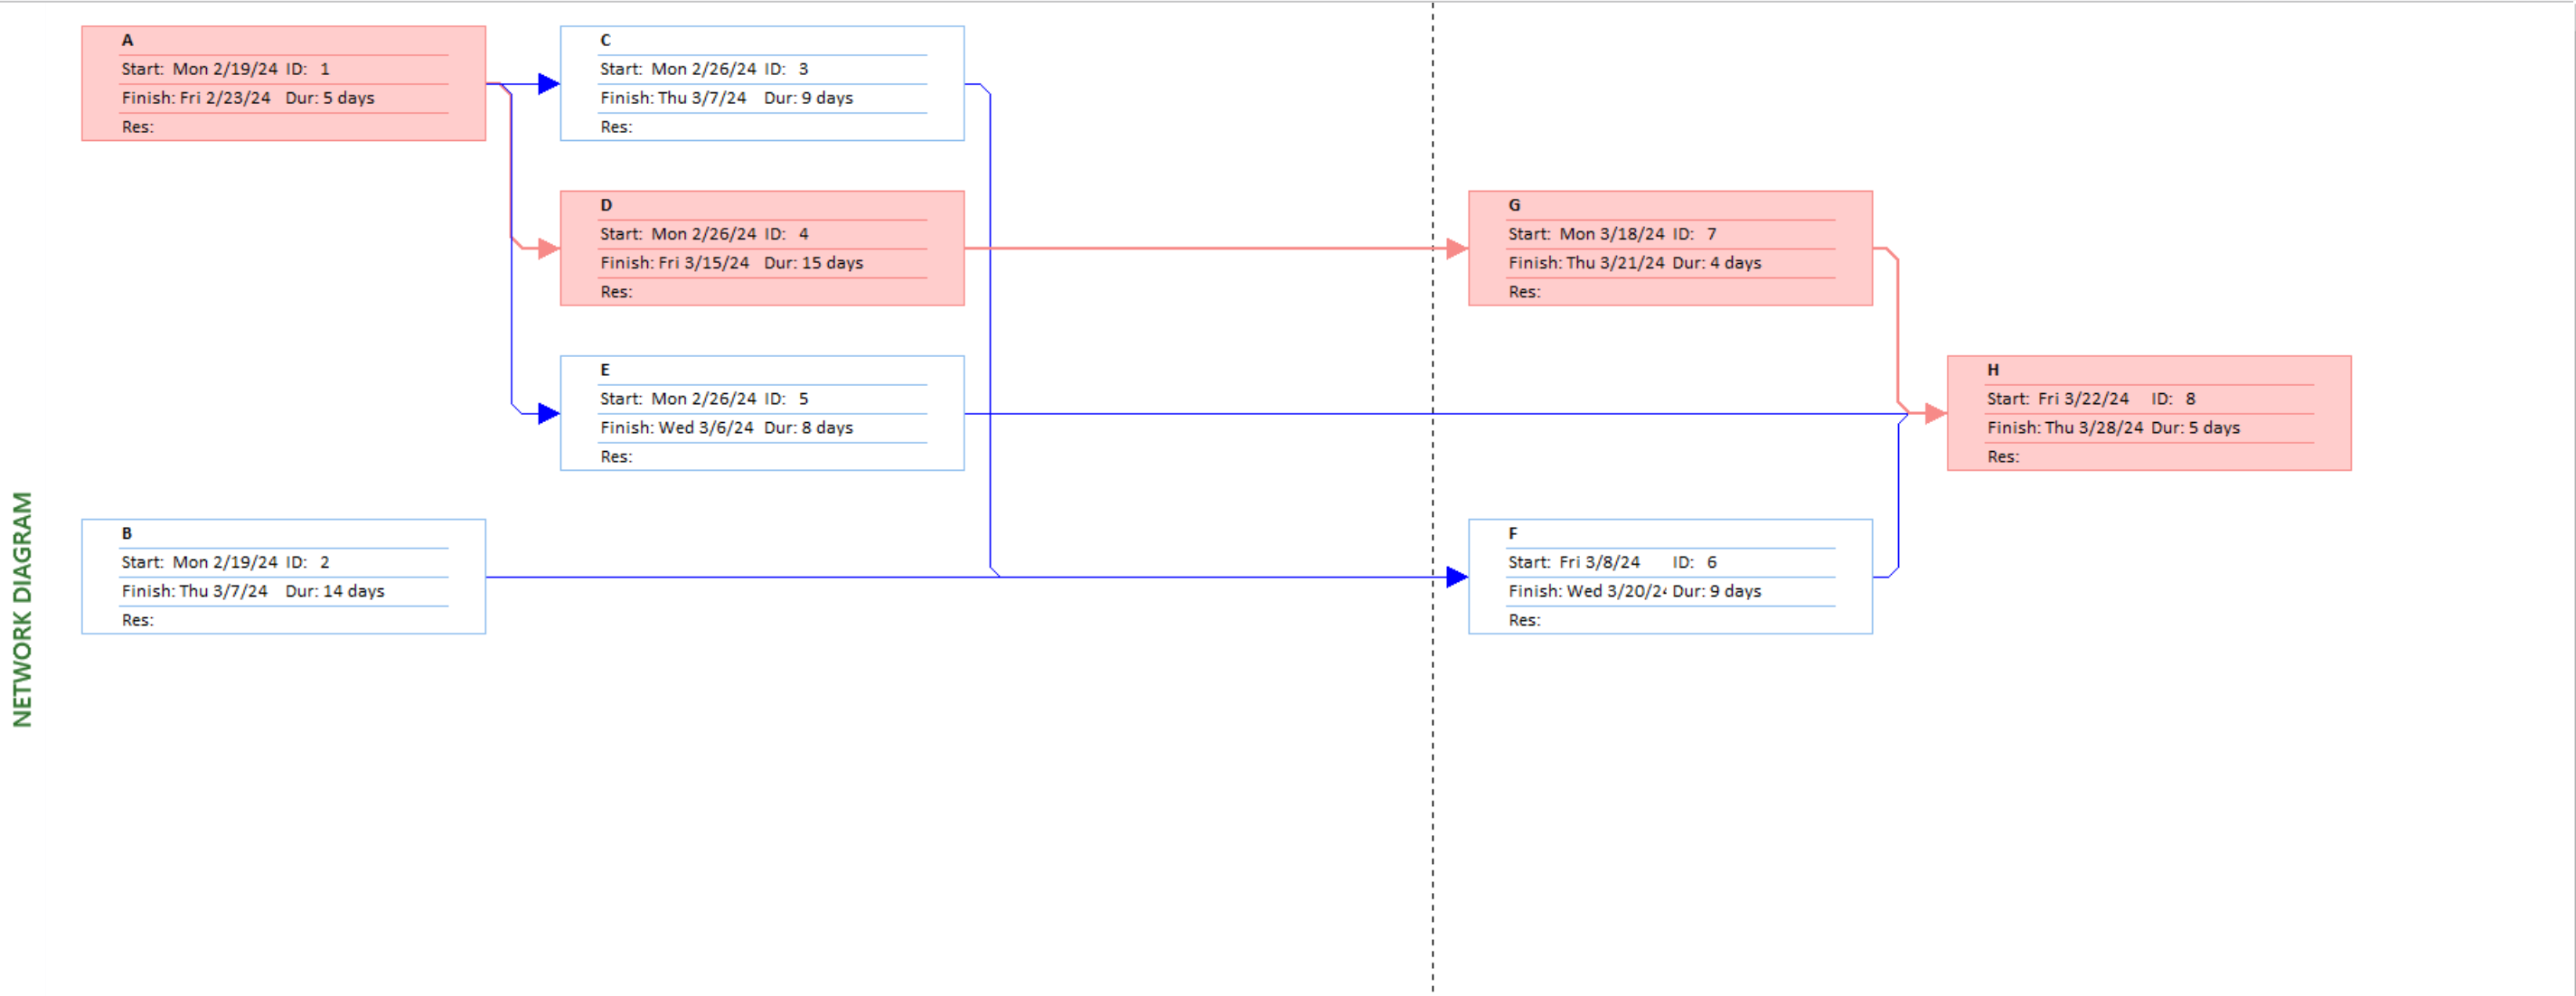 A
Start: Mon 2/19/24 ID: 1
Finish: Fri 2/23/24 Dur: 5 days
Res:
C
Start: Mon 2/26/24 ID: 3
Finish: Thu 3/7/24 Dur: 9 days
Res:
D
Start: Mon 2/26/24 ID: 4
Finish: Fri 3/15/24 Dur: 15 days
Res:
G
Start: Mon 3/18/24 ID: 7
Finish: Thu 3/21/24 Dur: 4 days
Res:
E
Start: Mon 2/26/24 ID: 5
Finish: Wed 3/6/24 Dur: 8 days
Res:
H
Start: Fri 3/22/24 ID: 8
Finish: Thu 3/28/24 Dur: 5 days
Res:
B
Start: Mon 2/19/24 ID: 2
Finish: Thu 3/7/24 Dur: 14 days
Res:
F
Start: Fri 3/8/24 ID: 6
Finish: Wed 3/20/24 Dur: 9 days
Res:
NETWORK DIAGRAM